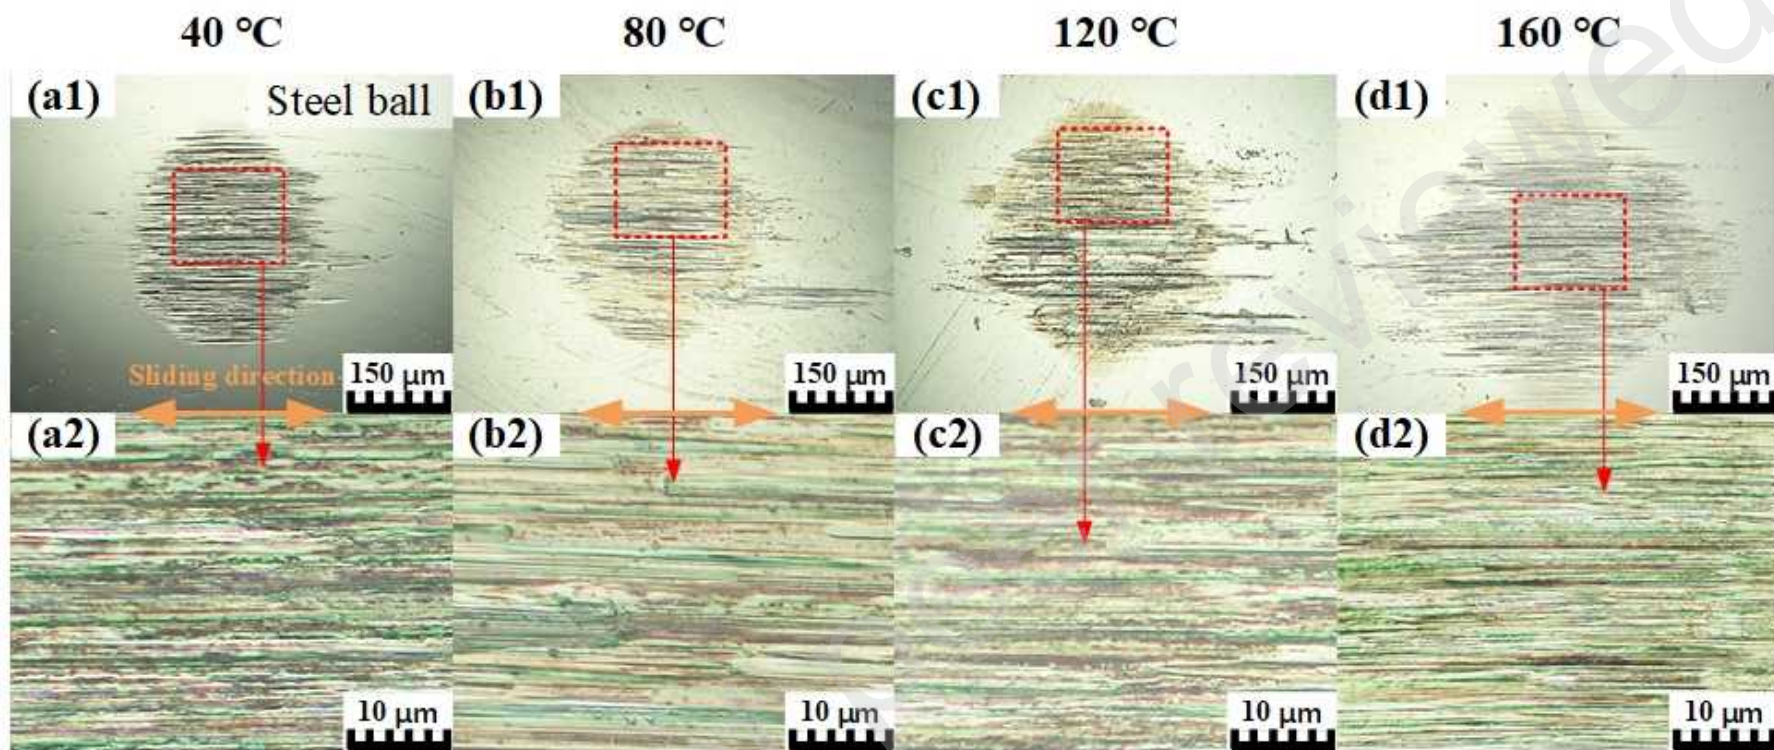 40 °C 80 °C 120 °C 160 °C
(a1) Steel ball (b1) (c1) (d1)
Sliding direction 150 µm 150 µm 150 µm 150 µm
(a2) (b2) (c2) (d2)
10 µm 10 µm 10 µm 10 µm
reviewed